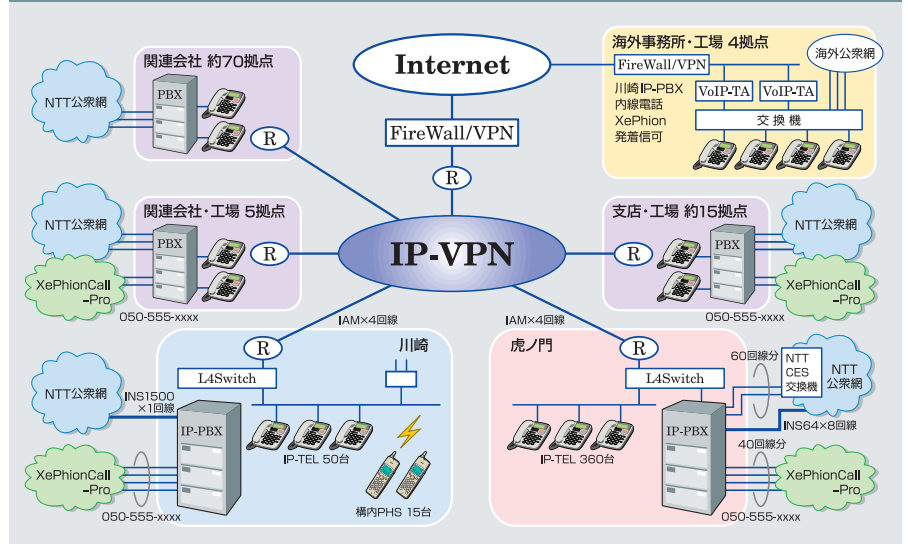 関連会社 約70拠点
NTT公衆網
PBX
R
Internet
FireWall/VPN
R
海外事務所・工場 4拠点
海外公衆網
FireWall/VPN
川崎IP-PBX
内線電話
XePhion
発着信可
VoIP-TA
VoIP-TA
交換機
関連会社・工場 5拠点
NTT公衆網
PBX
R
XePhionCall
-Pro
050-555-xxxx
IP-VPN
支店・工場 約15拠点
R
PBX
NTT公衆網
XePhionCall
-Pro
050-555-xxxx
IAM×4回線
IAM×4回線
川崎
R
L4Switch
NTT公衆網
INS1500
×1回線
IP-PBX
IP-TEL 50台
構内PHS 15台
XePhionCall
-Pro
050-555-xxxx
虎ノ門
R
L4Switch
60回線分
NTT
CES
交換機
NTT
公衆網
INS64×8回線
IP-PBX
IP-TEL 360台
40回線分
XePhionCall
-Pro
050-555-xxxx